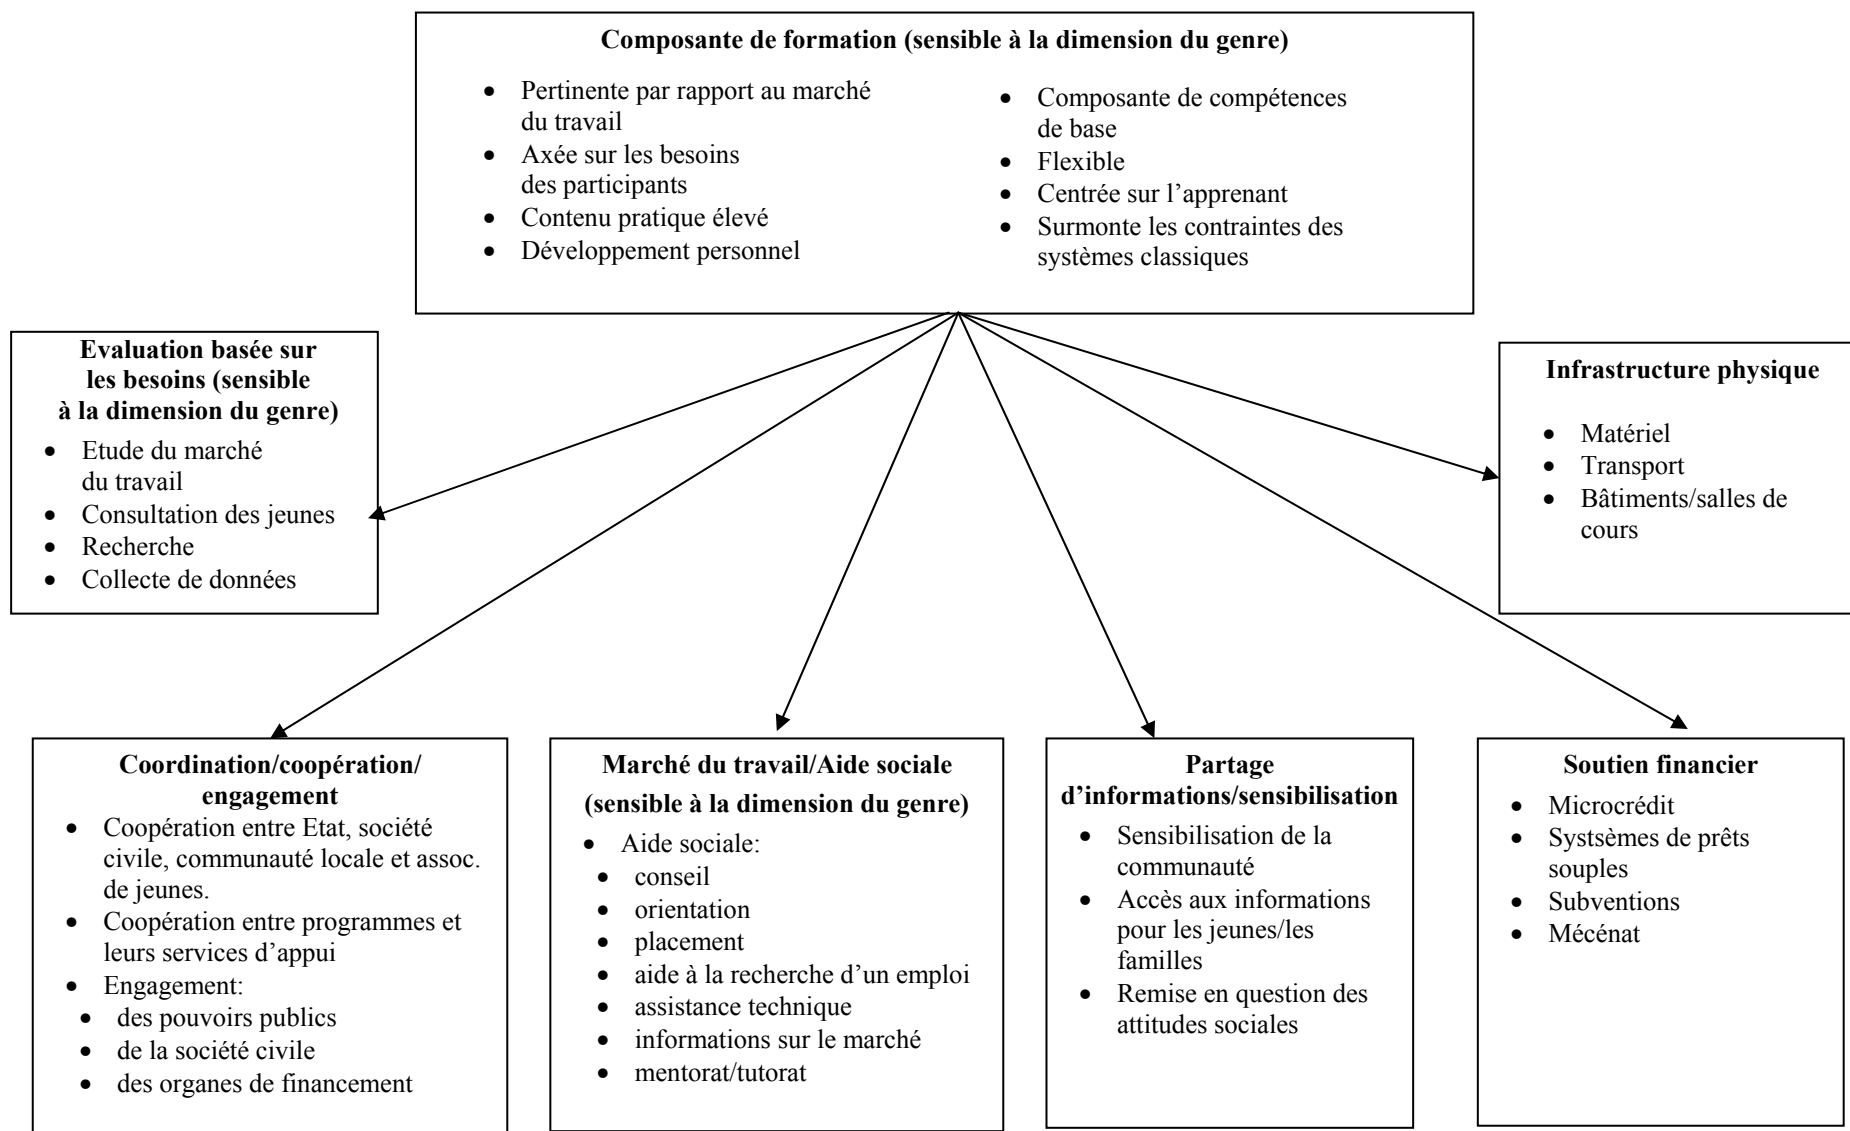 Composante de formation (sensible à la dimension du genre)
• Pertinente par rapport au marché
du travail
• Axée sur les besoins
des participants
• Contenu pratique élevé
• Développement personnel
• Composante de compétences
de base
• Flexible
• Centrée sur l’apprenant
• Surmonte les contraintes des
systèmes classiques
Evaluation basée sur
les besoins (sensible
à la dimension du genre)
• Etude du marché
du travail
• Consultation des jeunes
• Recherche
• Collecte de données
Infrastructure physique
• Matériel
• Transport
• Bâtiments/salles de
cours
Coordination/coopération/
engagement
• Coopération entre Etat, société
civile, communauté locale et assoc.
de jeunes.
• Coopération entre programmes et
leurs services d’appui
• Engagement:
• des pouvoirs publics
• de la société civile
• des organes de financement
Marché du travail/Aide sociale
(sensible à la dimension du genre)
• Aide sociale:
• conseil
• orientation
• placement
• aide à la recherche d’un emploi
• assistance technique
• informations sur le marché
• mentorat/tutorat
Partage
d’informations/sensibilisation
• Sensibilisation de la
communauté
• Accès aux informations
pour les jeunes/les
familles
• Remise en question des
attitudes sociales
Soutien financier
• Microcrédit
• Systsèmes de prêts
souples
• Subventions
• Mécénat